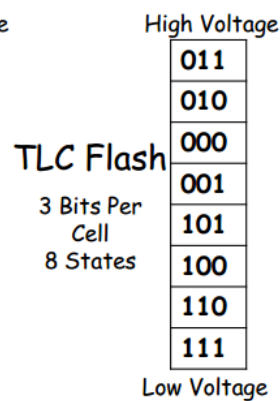 e
High Voltage
011
010
TLC Flash
000
001
3 Bits Per
Cell
8 States
101
100
110
111
Low Voltage